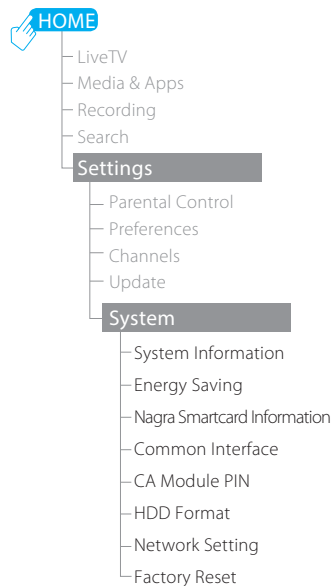 HOME
LiveTV
Media & Apps
Recording
Search
Settings
Parental Control
Preferences
Channels
Update
System
System Information
Energy Saving
Nagra Smartcard Information
Common Interface
CA Module PIN
HDD Format
Network Setting
Factory Reset